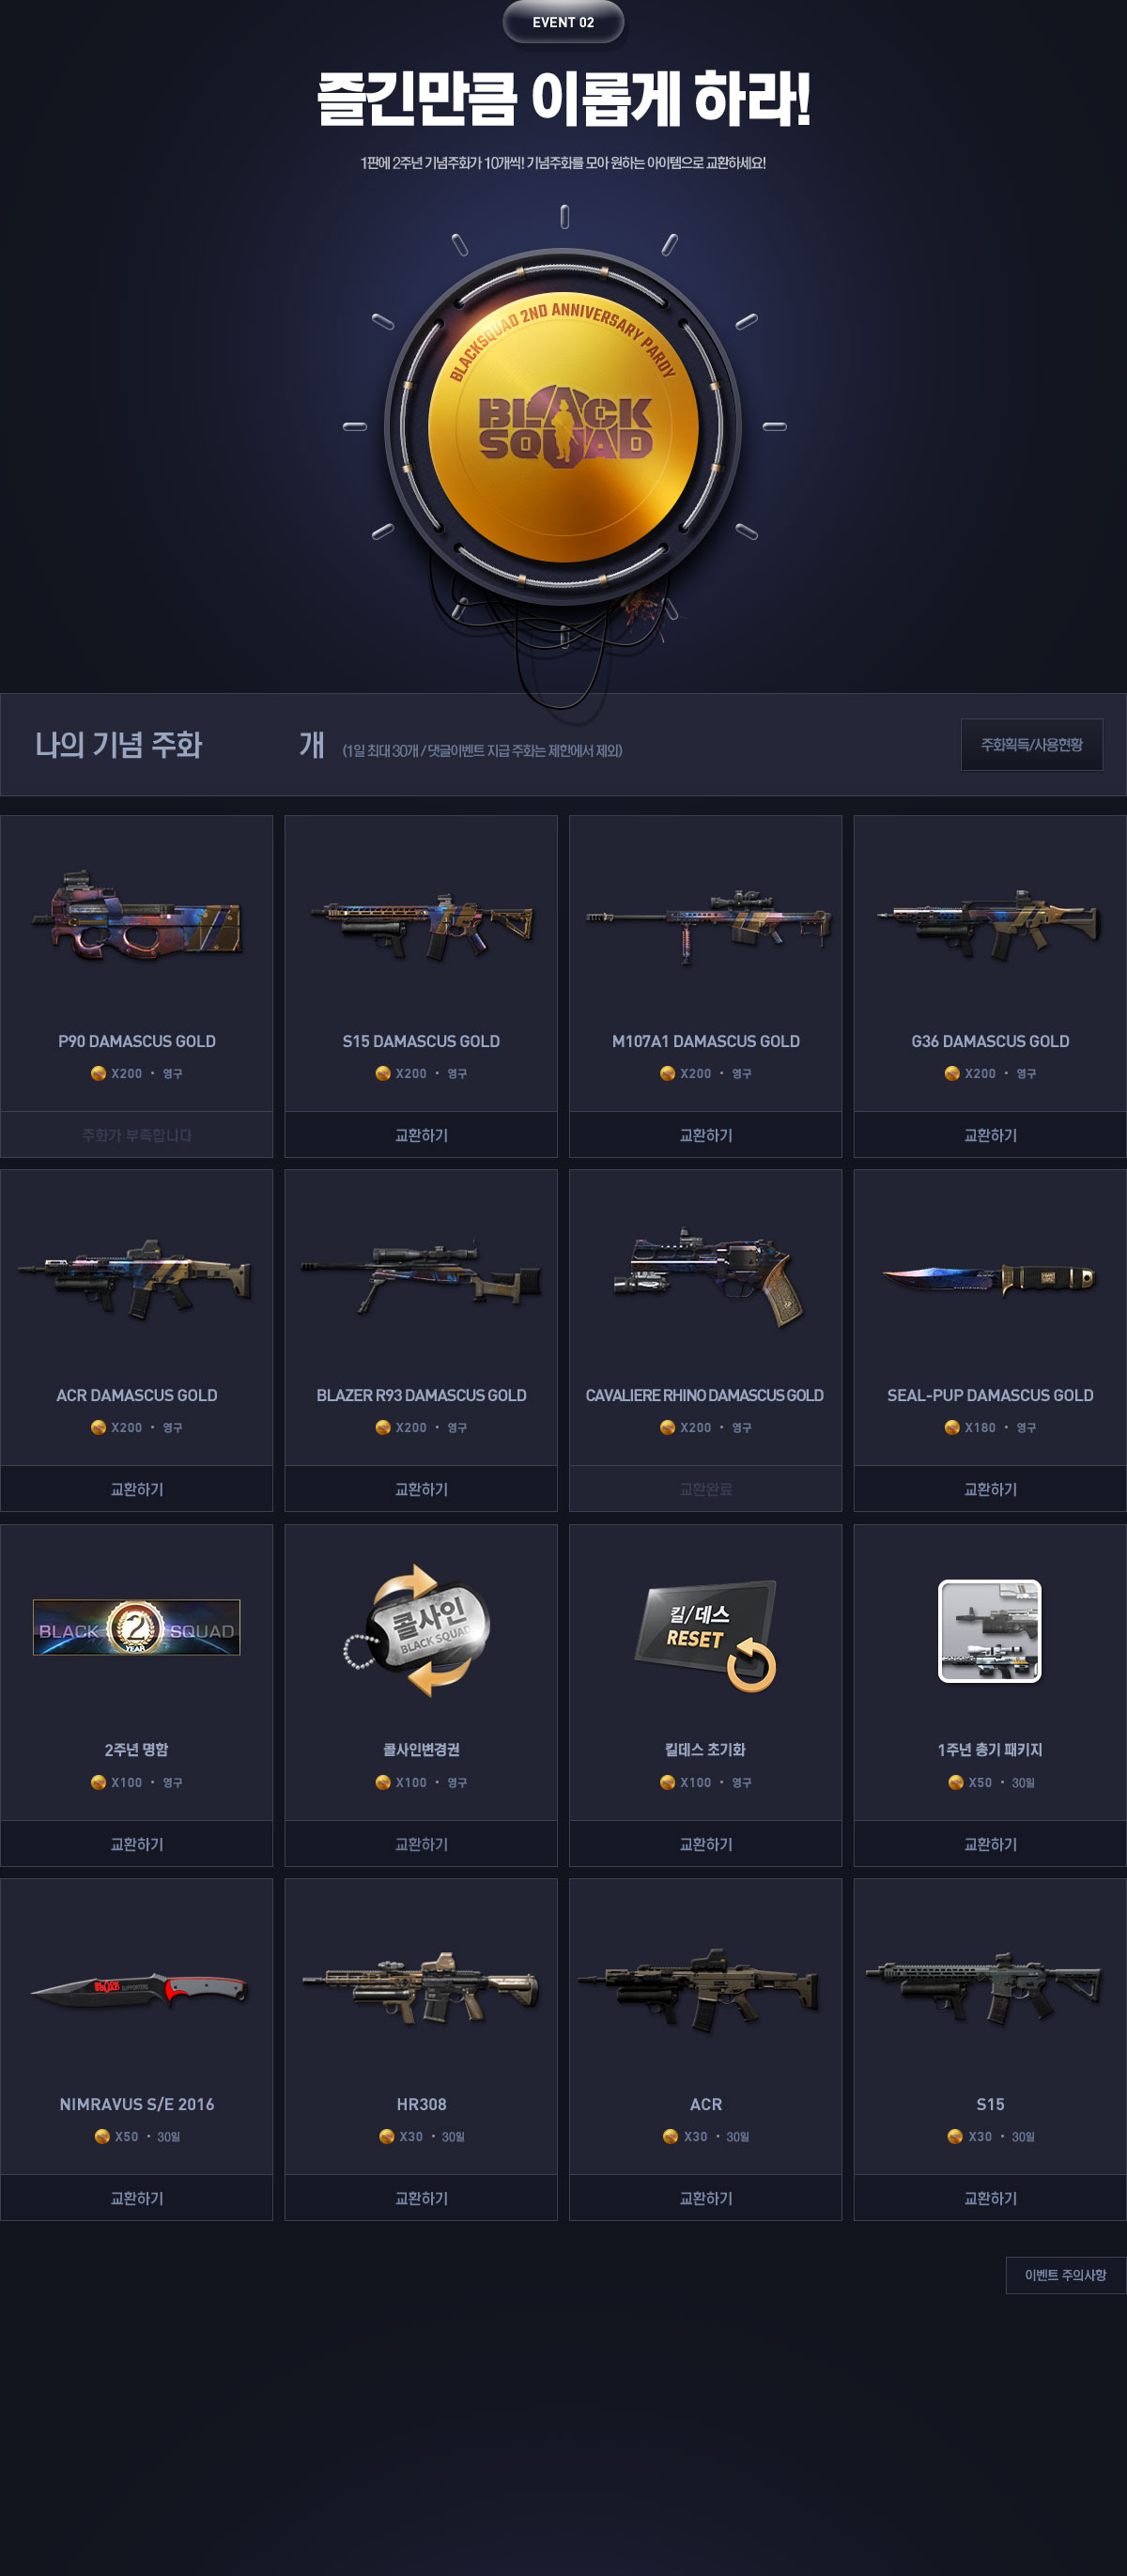 EVENT 02
즐긴만큼 이롭게 하라!
1판에 2주년 기념주화가 10개씩! 기념주화를 모아 원하는 아이템으로 교환하세요!
BLACKSQUAD 2ND ANNIVERSARY PARDY
BLACK
SQUAD
나의 기념 주화 개 (1일 최대 30개 / 댓글이벤트 지급 주화는 제한에서 제외) 주화획득/사용현황
P90 DAMASCUS GOLD S15 DAMASCUS GOLD M107A1 DAMASCUS GOLD G36 DAMASCUS GOLD
X200 · 영구 X200 · 영구 X200 · 영구 X200 · 영구
주화가 부족합니다 교환하기 교환하기 교환하기
ACR DAMASCUS GOLD BLAZER R93 DAMASCUS GOLD CAVALIERE RHINO DAMASCUS GOLD SEAL-PUP DAMASCUS GOLD
X200 · 영구 X200 · 영구 X200 · 영구 X180 · 영구
교환하기 교환하기 교환완료 교환하기
BLACK 2 SQUAD
YEAR
콜사인
BLACK SQUAD
킬/데스
RESET
2주년 명함 콜사인변경권 킬데스 초기화 1주년 총기 패키지
X100 · 영구 X100 · 영구 X100 · 영구 X50 · 30일
교환하기 교환하기 교환하기 교환하기
SUPPORTERS
NIMRAVUS S/E 2016 HR308 ACR S15
X50 · 30일 X30 · 30일 X30 · 30일 X30 · 30일
교환하기 교환하기 교환하기 교환하기
이벤트 주의사항